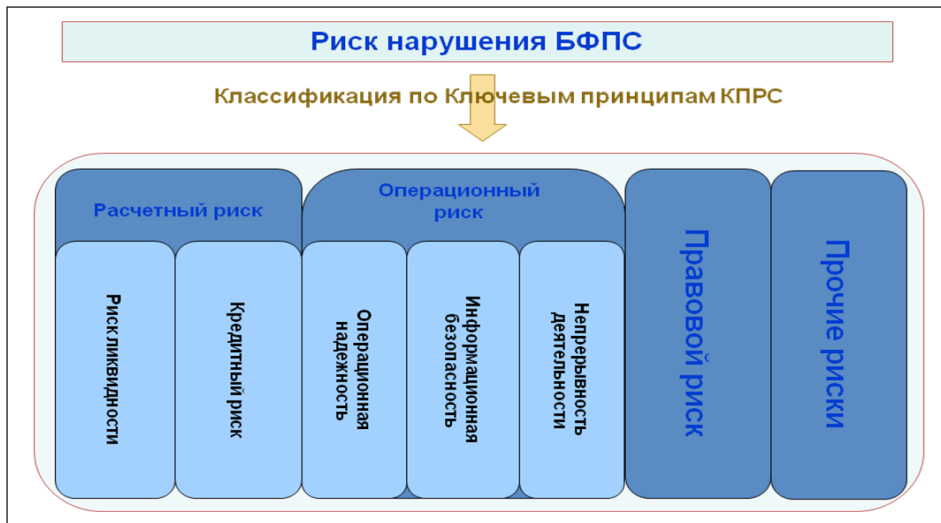 Риск нарушения БФПС
Классификация по Ключевым принципам КПРС
Расчетный риск
Операционный
риск
Риск ликвидности
Кредитный риск
Операционная
надежность
Информационная
безопасность
Непрерывность
деятельности
Правовой риск
Прочие риски